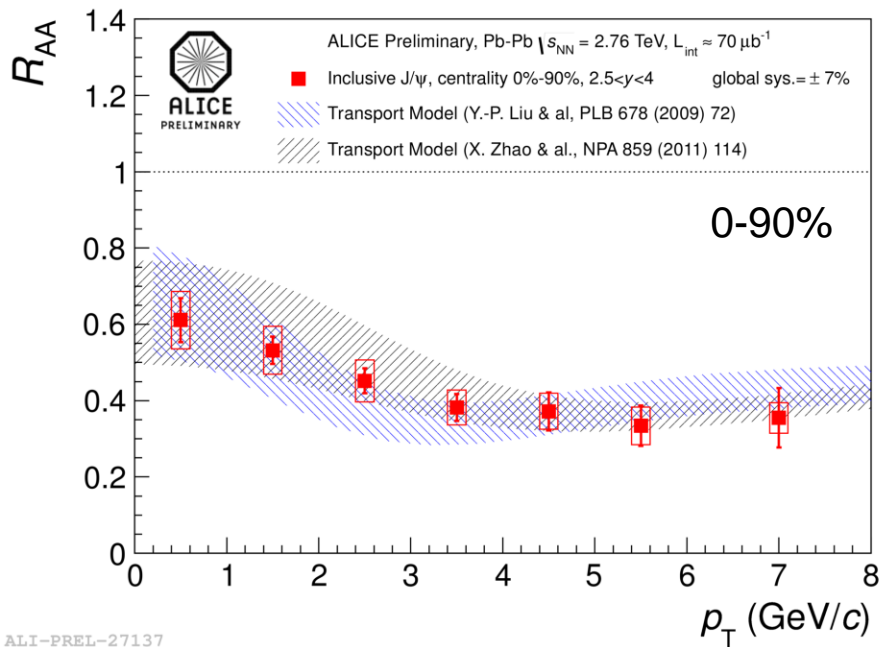 R_AA
1.4
1.2
1
0.8
0.6
0.4
0.2
0
ALICE
PRELIMINARY
ALICE Preliminary, Pb-Pb √s_NN = 2.76 TeV, L_int ≈ 70 μb⁻¹
Inclusive J/ψ, centrality 0%-90%, 2.5<y<4 global sys.= ± 7%
Transport Model (Y.-P. Liu & al, PLB 678 (2009) 72)
Transport Model (X. Zhao & al., NPA 859 (2011) 114)
0-90%
0 1 2 3 4 5 6 7 8
p_T (GeV/c)
ALI-PREL-27137